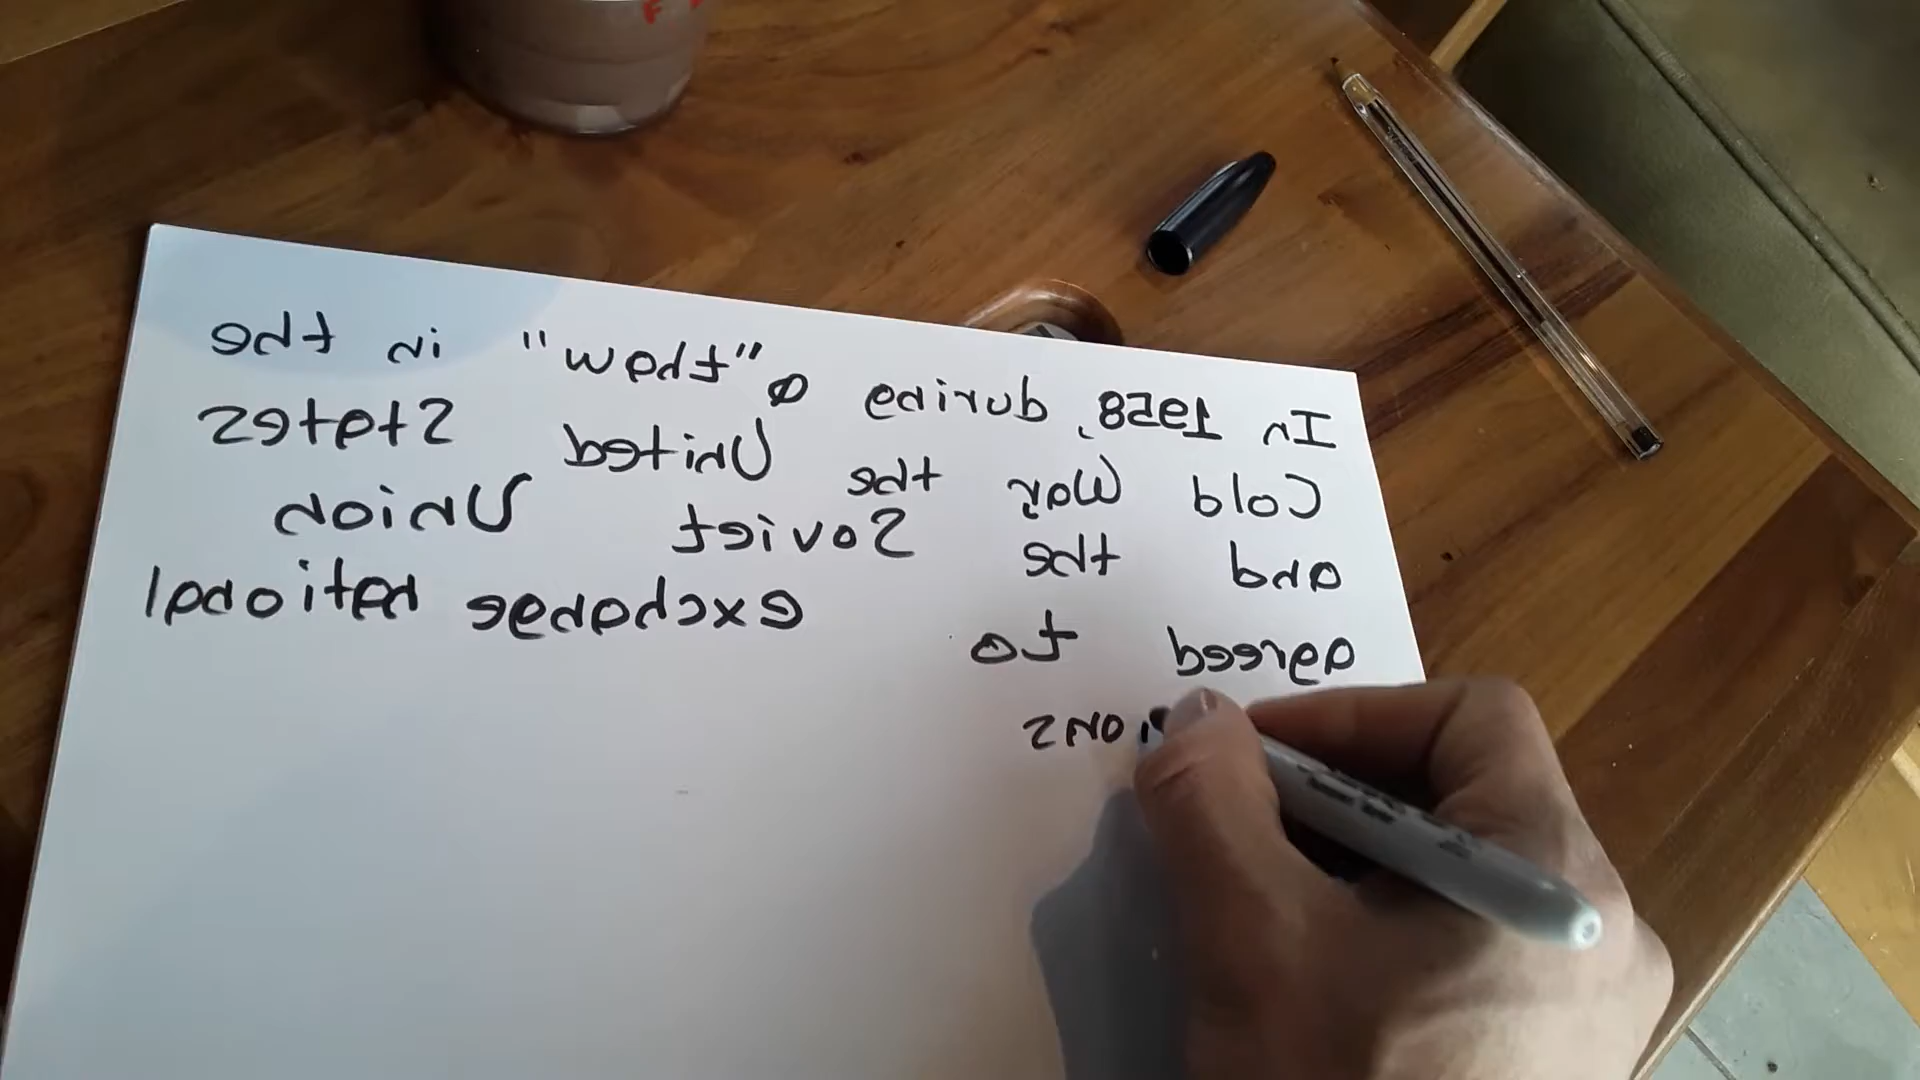 In 1958, during a "thaw" in the
Cold War, the United States
and the Soviet Union
agreed to exchange national
ions